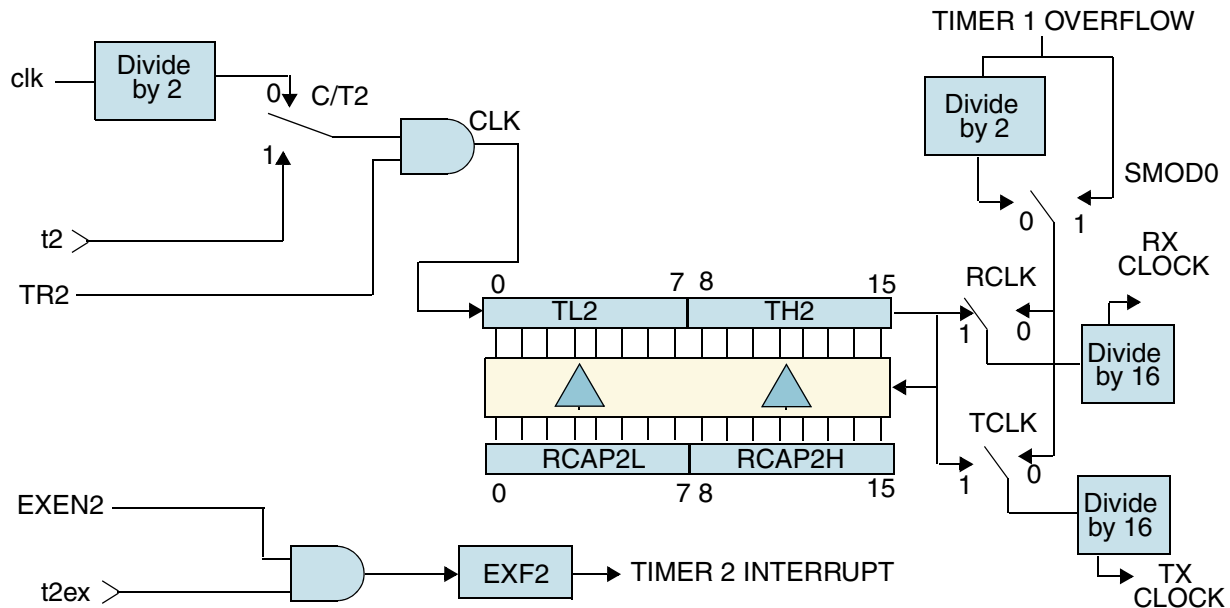 TIMER 1 OVERFLOW
clk
Divide
by 2
0
C/T2
1
CLK
Divide
by 2
SMOD0
0
1
t2
TR2
RX
CLOCK
RCLK
0
7
8
15
TL2
TH2
1
0
Divide
by 16
TCLK
RCAP2L
RCAP2H
0
7
8
15
1
0
Divide
by 16
TX
CLOCK
EXEN2
t2ex
EXF2
TIMER 2 INTERRUPT